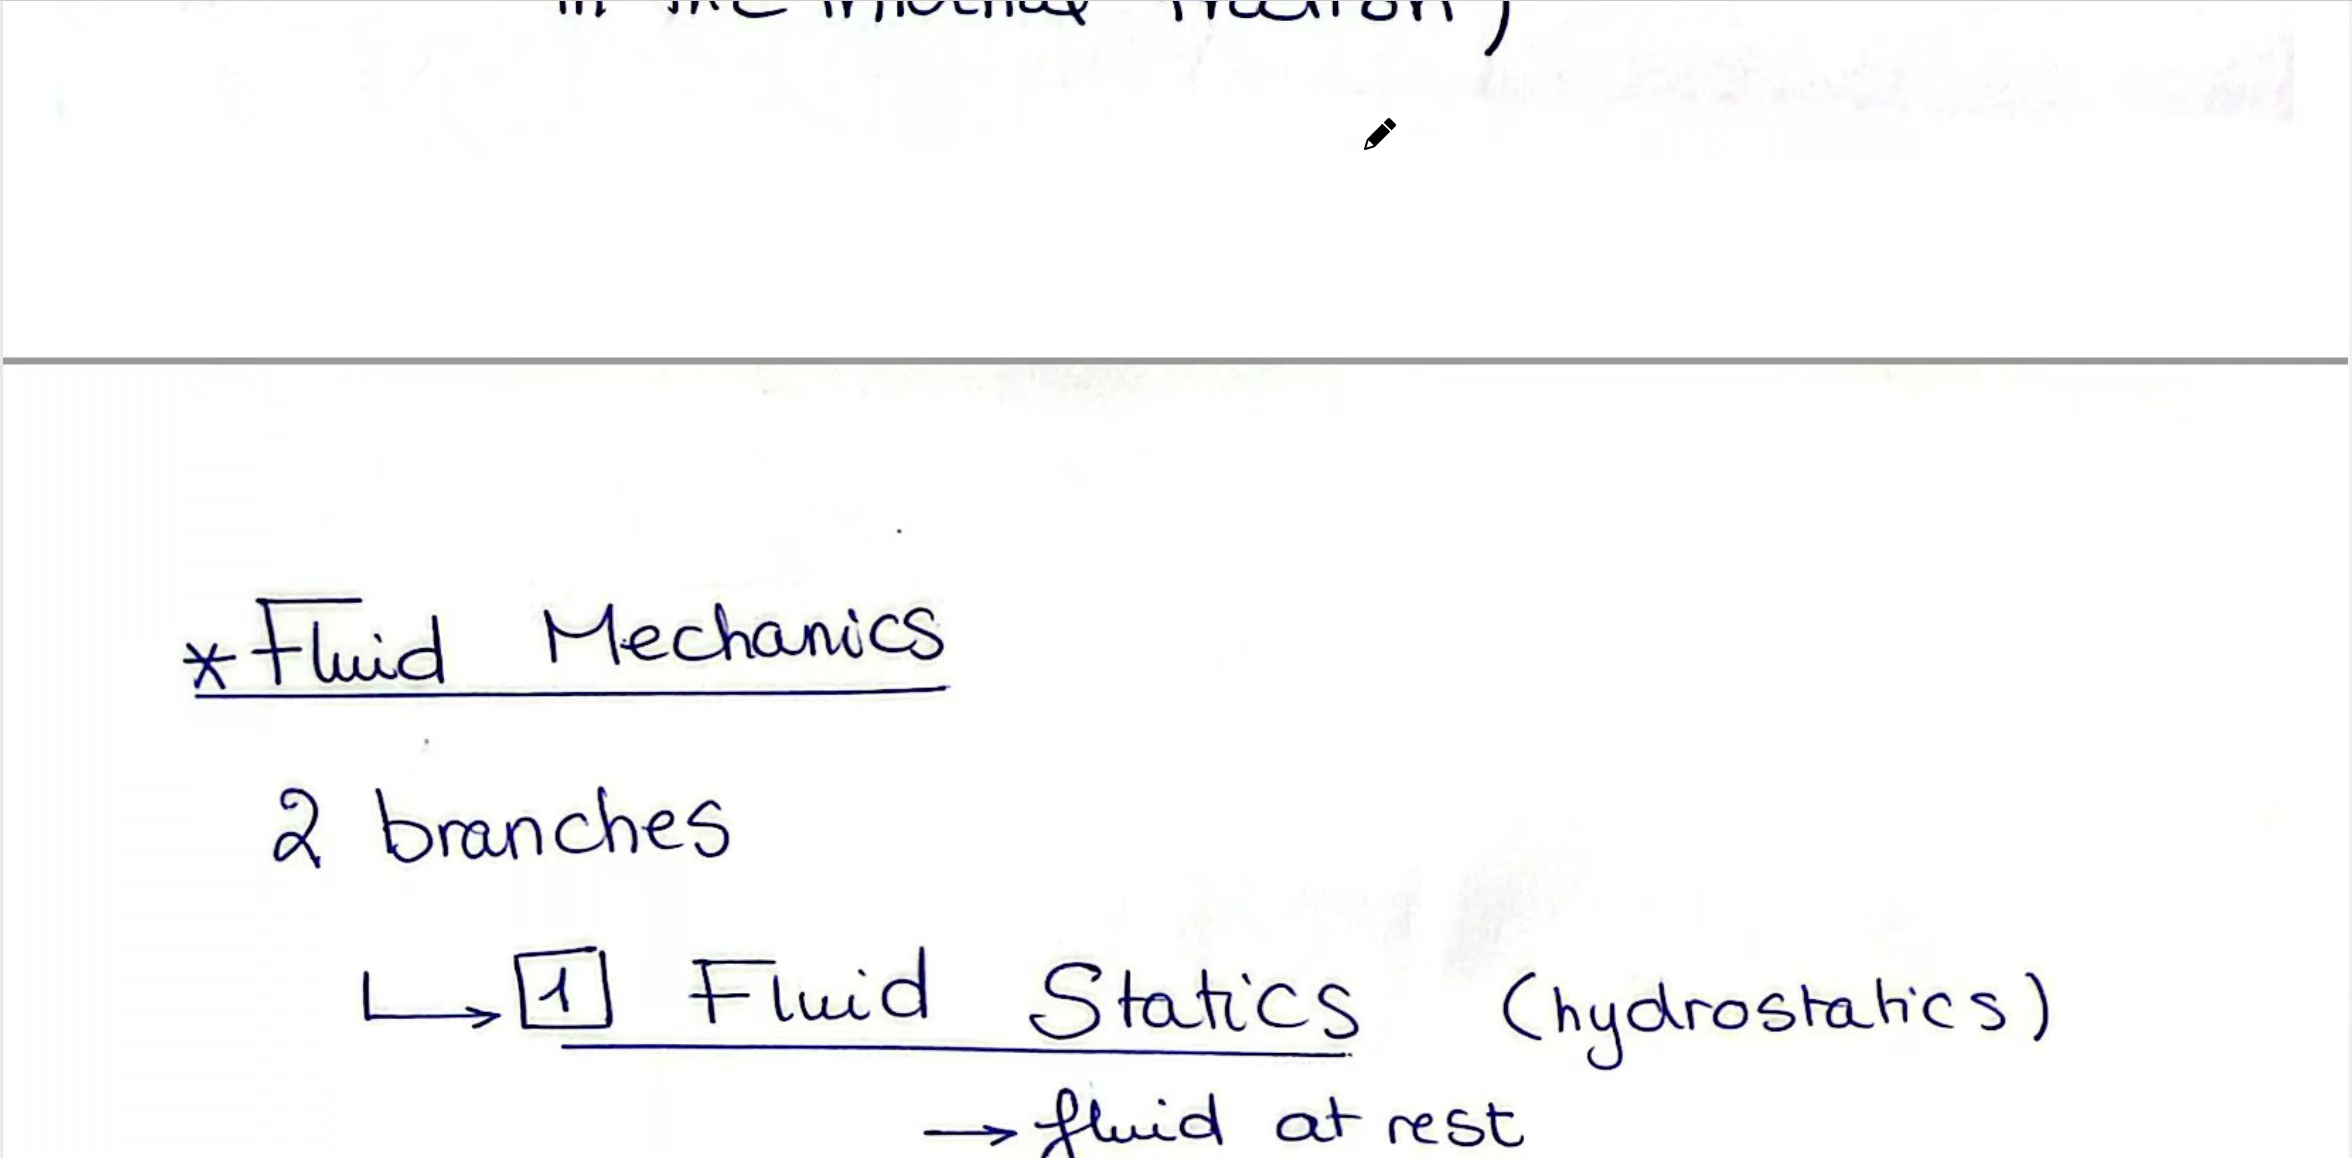 * Fluid Mechanics
2 branches
↳ 1 Fluid Statics (hydrostatics)
→ fluid at rest